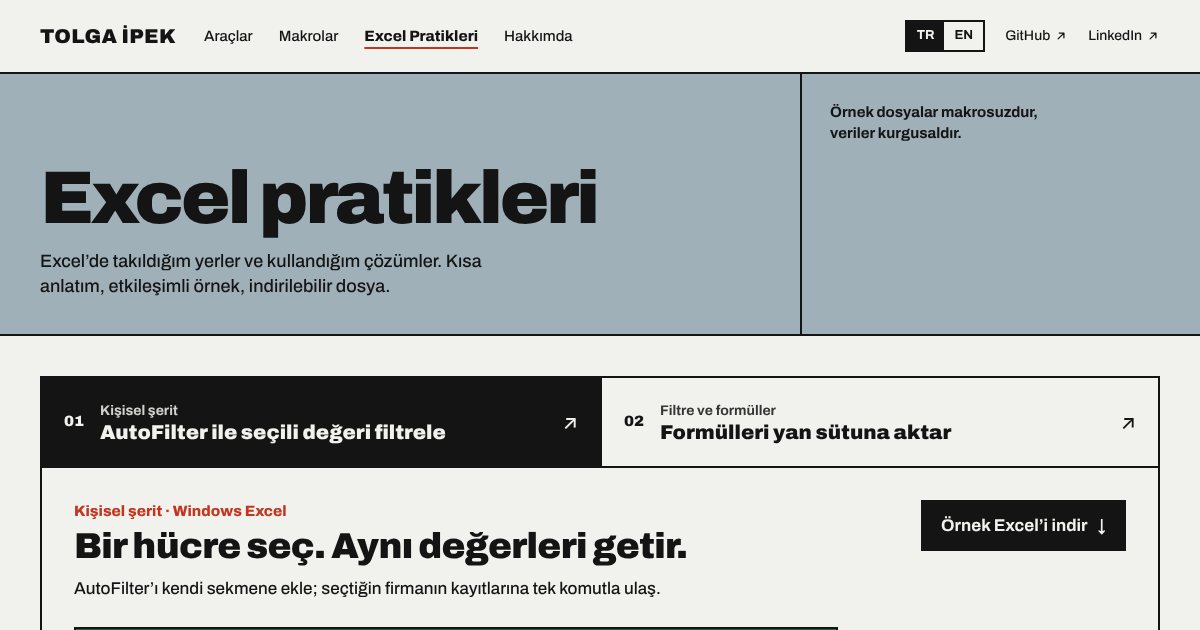 TOLGA İPEK
Araçlar
Makrolar
Excel Pratikleri
Hakkımda
TR
EN
GitHub ↗
LinkedIn ↗
Örnek dosyalar makrosuzdur,
veriler kurgusaldır.
Excel pratikleri
Excel’de takıldığım yerler ve kullandığım çözümler. Kısa
anlatım, etkileşimli örnek, indirilebilir dosya.
01
Kişisel şerit
AutoFilter ile seçili değeri filtrele
↗
02
Filtre ve formüller
Formülleri yan sütuna aktar
↗
Kişisel şerit · Windows Excel
Bir hücre seç. Aynı değerleri getir.
AutoFilter’ı kendi sekmene ekle; seçtiğin firmanın kayıtlarına tek komutla ulaş.
Örnek Excel’i indir ↓